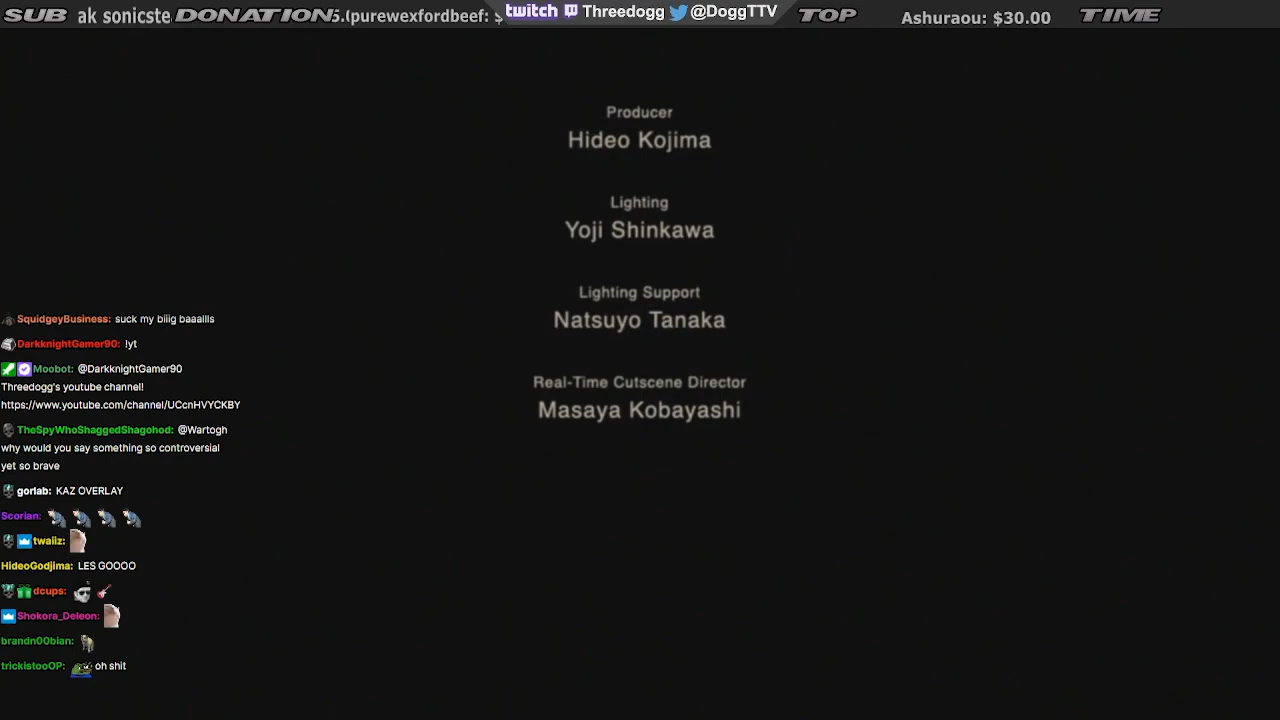 SUB ak sonicste DONATION 5.(purewexfordbeef: $ twitch Threedogg @DoggTTV TOP Ashuraou: $30.00 TIME
Producer
Hideo Kojima
Lighting
Yoji Shinkawa
Lighting Support
Natsuyo Tanaka
Real-Time Cutscene Director
Masaya Kobayashi
SquidgeyBusiness: suck my biiig baaallls
DarkknightGamer90: !yt
Moobot: @DarkknightGamer90
Threedogg's youtube channel!
https://www.youtube.com/channel/UCcnHVYCKBY
TheSpyWhoShaggedShagohod: @Wartogh
why would you say something so controversial
yet so brave
gorlab: KAZ OVERLAY
Scorian:
twaiiz:
HideoGodjima: LES GOOOO
dcups:
Shokora_Deleon:
brandn00bian:
trickistooOP: oh shit